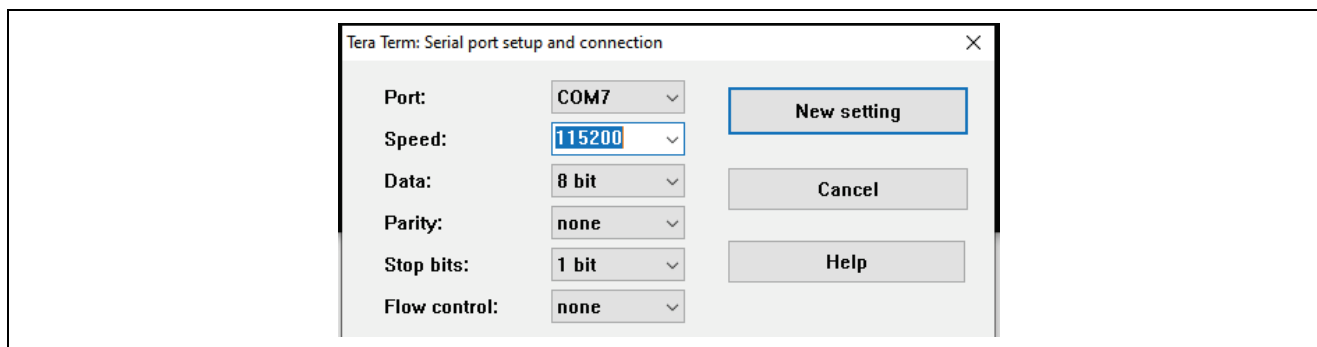 Tera Term: Serial port setup and connection
Port: COM7 New setting
Speed: 115200
Data: 8 bit Cancel
Parity: none
Stop bits: 1 bit Help
Flow control: none